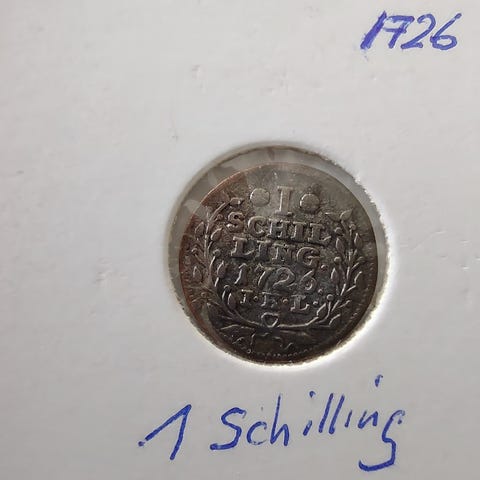 1726
I
SCHIL
LING.
1726.
I·H·L·
1 Schilling